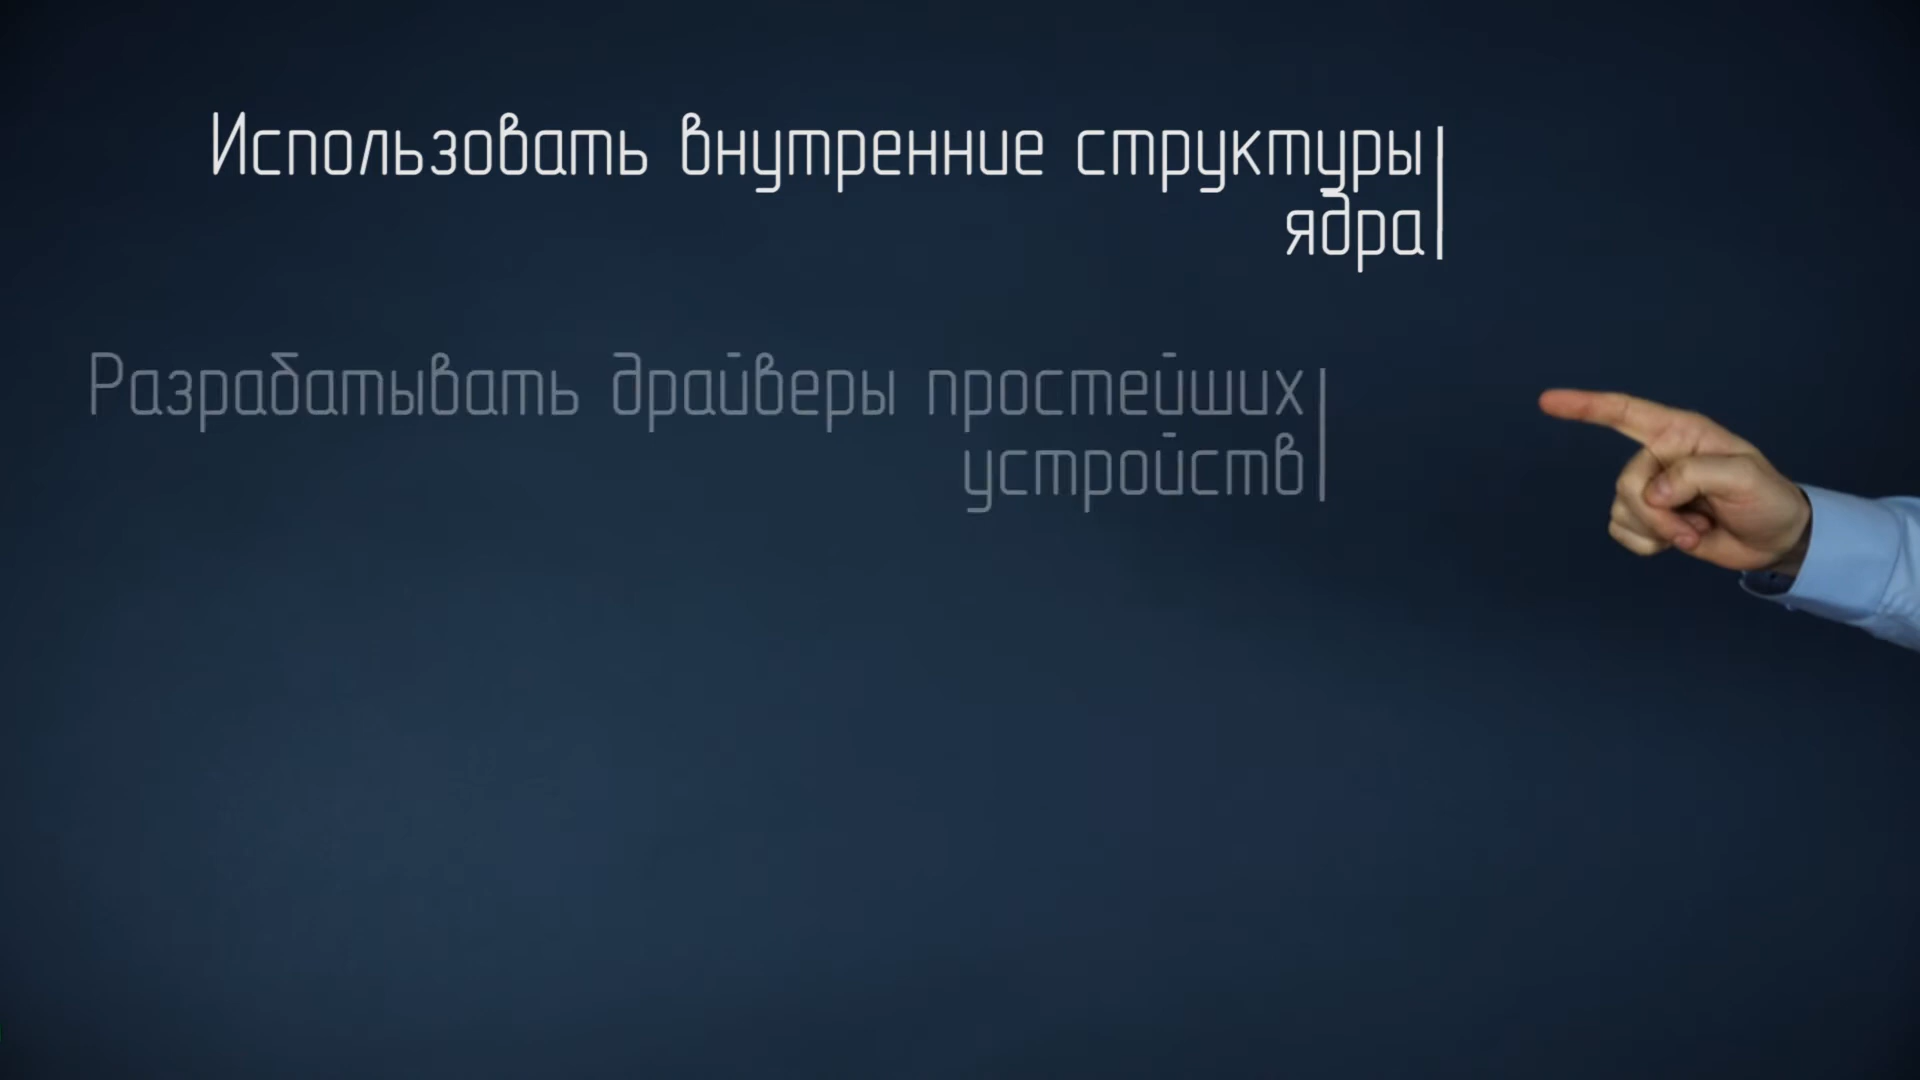 Использовать внутренние структуры
ядра
Разрабатывать драйверы простейших
устройств